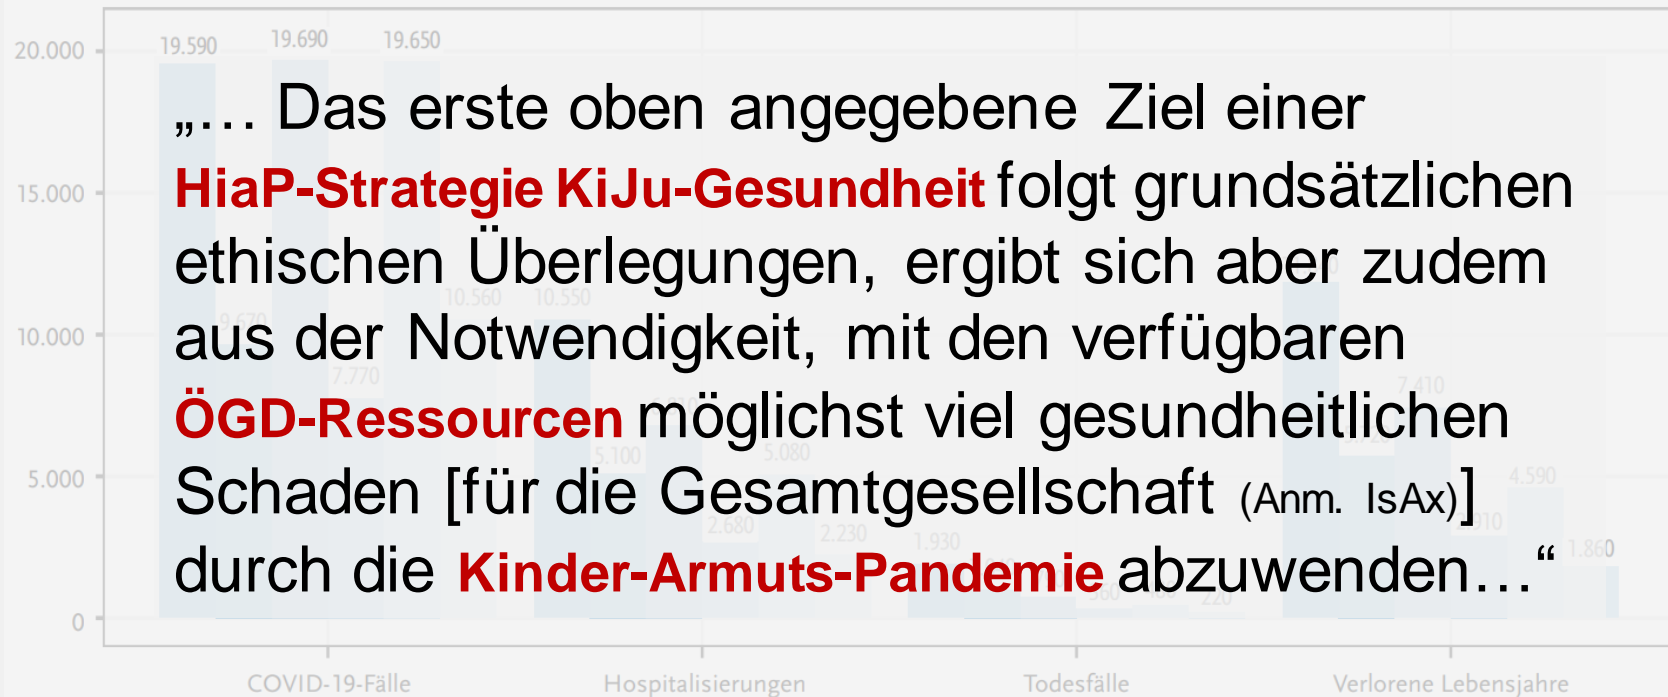 20.000
19.590 19.690 19.650
„… Das erste oben angegebene Ziel einer
15.000
HiaP-Strategie KiJu-Gesundheit folgt grundsätzlichen
ethischen Überlegungen, ergibt sich aber zudem
10.560 10.550
10.000
9.670
aus der Notwendigkeit, mit den verfügbaren
7.770 7.410
ÖGD-Ressourcen möglichst viel gesundheitlichen
5.100 5.080
5.000
Schaden [für die Gesamtgesellschaft (Anm. IsAx)]
4.590
2.680 2.230 1.930
durch die Kinder-Armuts-Pandemie abzuwenden…“
1.860
220
0
COVID-19-Fälle Hospitalisierungen Todesfälle Verlorene Lebensjahre